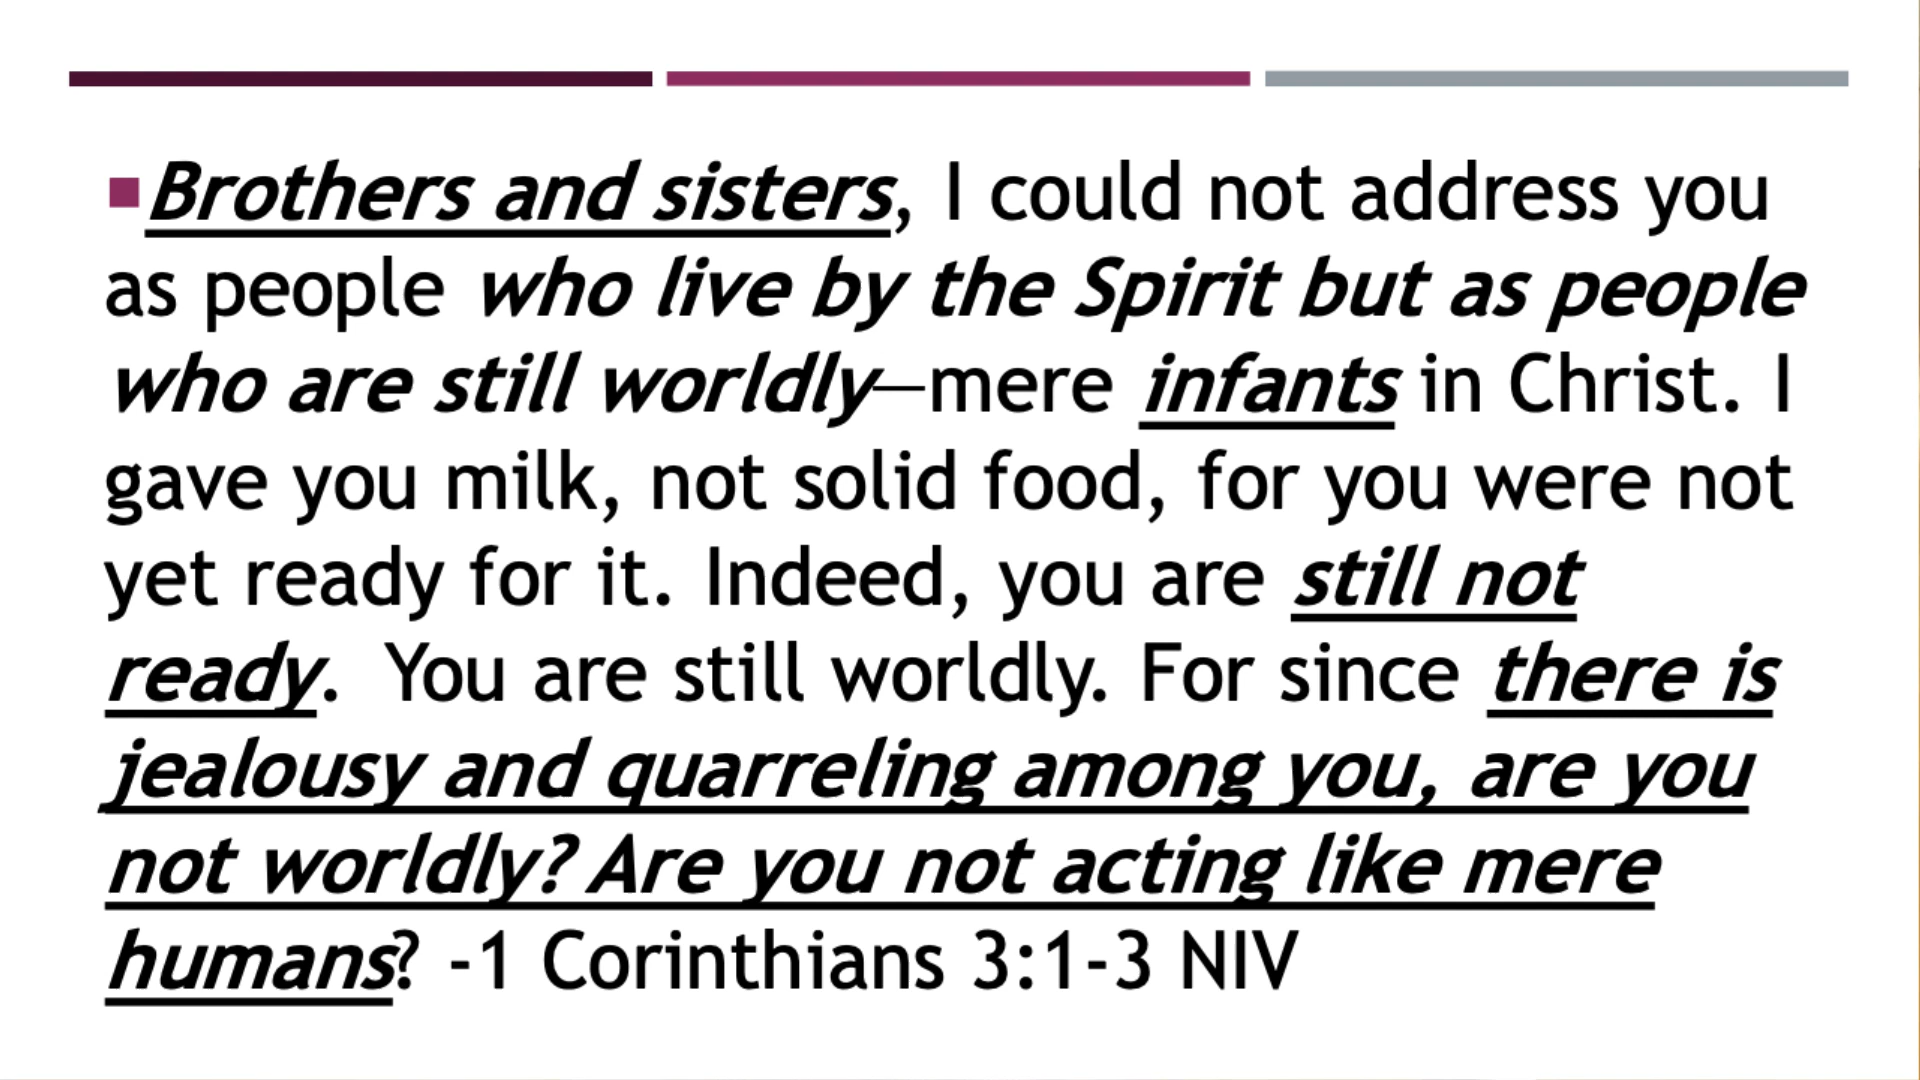 Brothers and sisters, I could not address you
as people who live by the Spirit but as people
who are still worldly—mere infants in Christ. I
gave you milk, not solid food, for you were not
yet ready for it. Indeed, you are still not
ready.  You are still worldly. For since there is
jealousy and quarreling among you, are you
not worldly? Are you not acting like mere
humans? -1 Corinthians 3:1-3 NIV